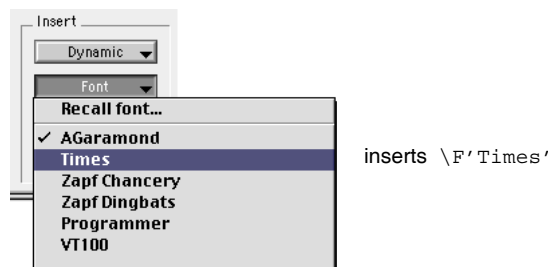 Insert
Dynamic
Font
Recall font...
✓ AGaramond
Times
Zapf Chancery
Zapf Dingbats
Programmer
VT100
inserts \F'Times'